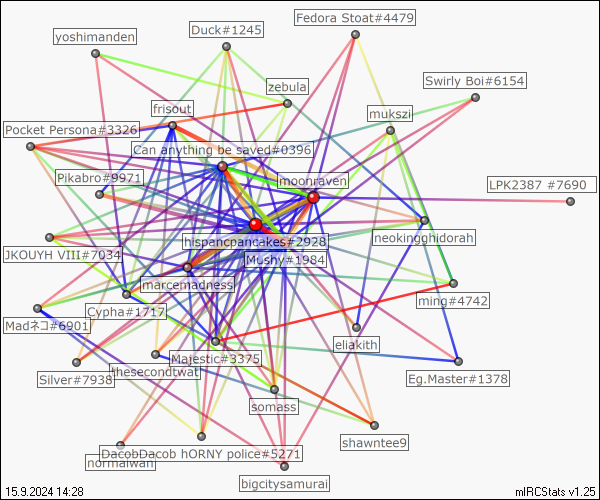 Fedora Stoat#4479
Duck#1245
yoshimanden
Swirly Boi#6154
zebula
frisout
mukszi
Pocket Persona#3326
Can anything be saved#0396
Pikabro#9971
moonraven
LPK2387 #7690
neokingghidorah
hispancpancakes#2928
JKOUYH VIII#7034
Mushy#1984
marcemadness
ming#4742
Cypha#1717
Madネコ#6901
eliakith
Majestic#3375
thesecondtwat
Silver#7938
Eg.Master#1378
somass
shawntee9
DacobDacob hORNY police#5271
normalwan
bigcitysamurai
15.9.2024 14:28
mIRCStats v1.25